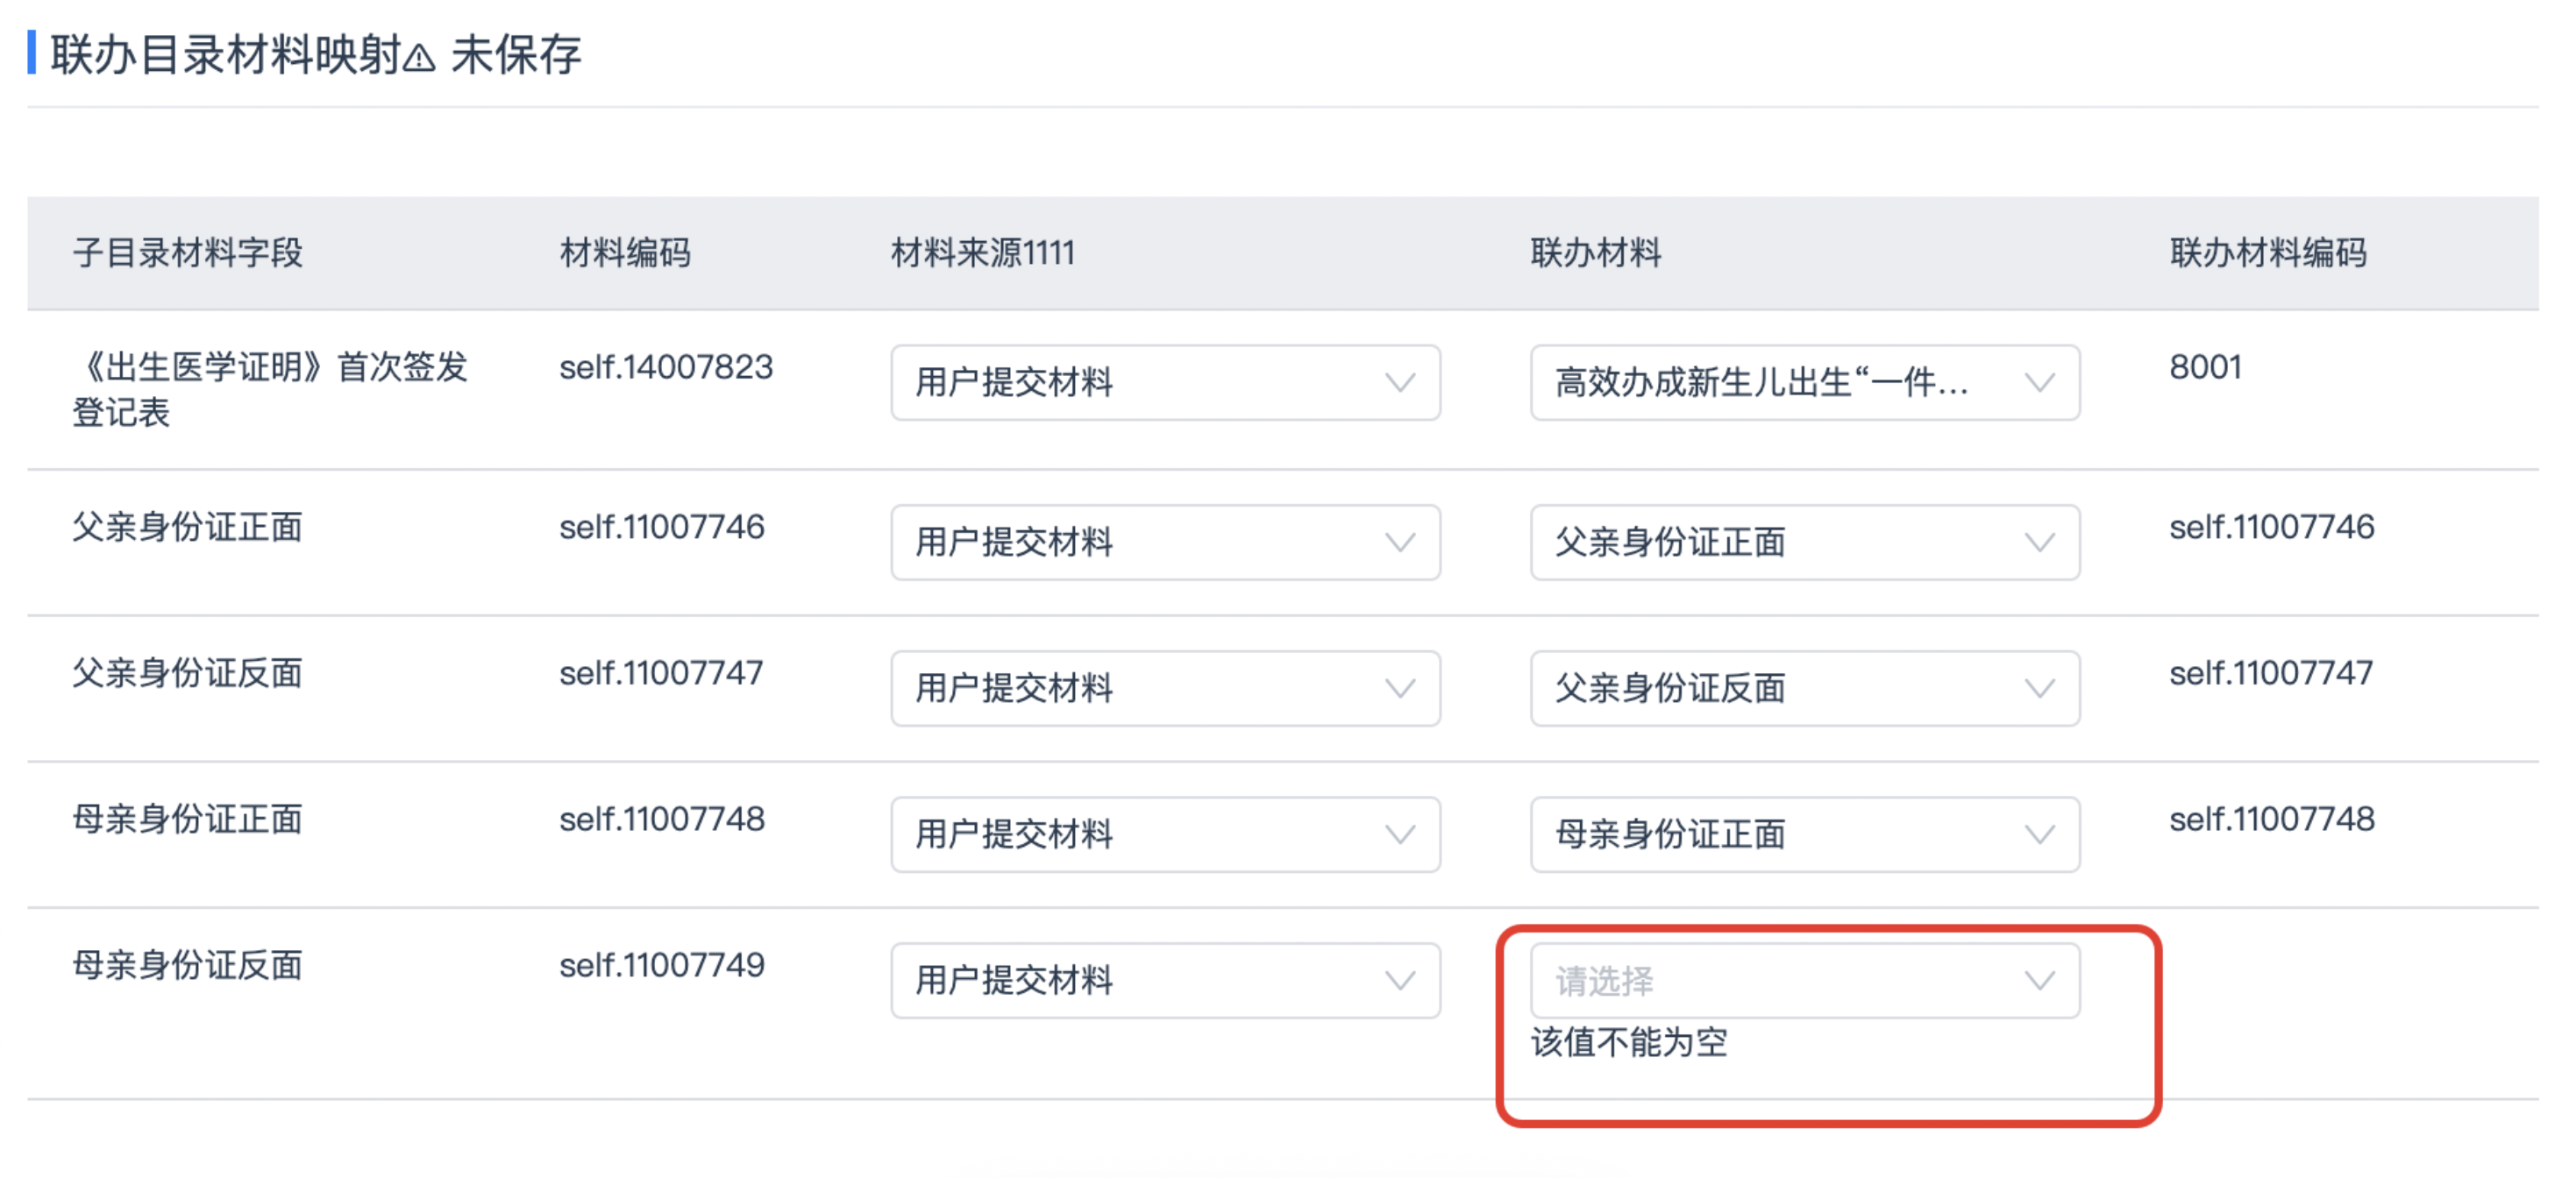 联办目录材料映射 未保存
子目录材料字段 材料编码 材料来源1111 联办材料 联办材料编码
《出生医学证明》首次签发 self.14007823 用户提交材料 高效办成新生儿出生“一件... 8001
登记表
父亲身份证正面 self.11007746 用户提交材料 父亲身份证正面 self.11007746
父亲身份证反面 self.11007747 用户提交材料 父亲身份证反面 self.11007747
母亲身份证正面 self.11007748 用户提交材料 母亲身份证正面 self.11007748
母亲身份证反面 self.11007749 用户提交材料 请选择
该值不能为空